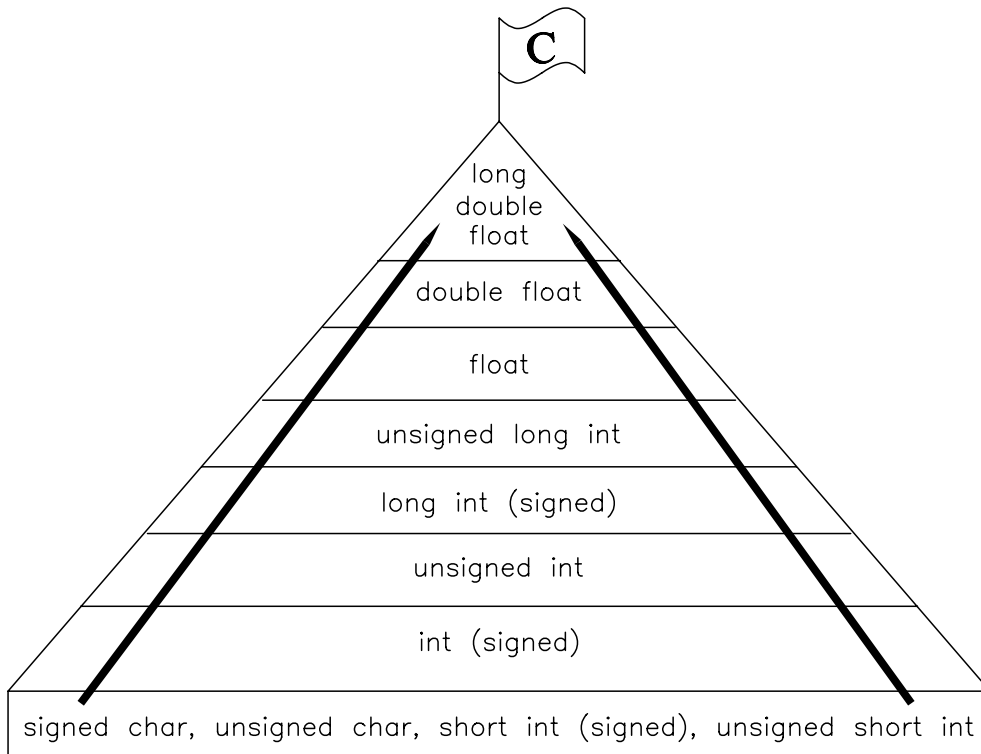 C
long
double
float
double float
float
unsigned long int
long int (signed)
unsigned int
int (signed)
signed char, unsigned char, short int (signed), unsigned short int